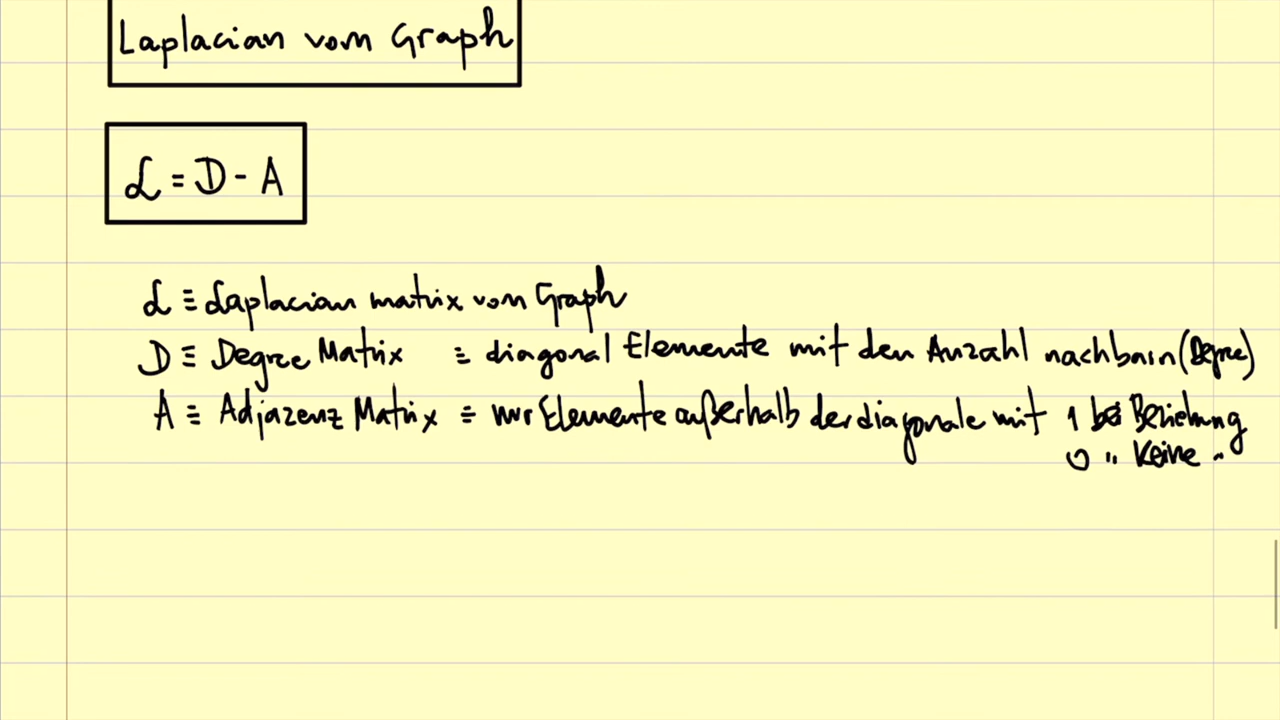 Laplacian vom Graph
L = D - A
L ≡ Laplacian matrix vom Graph
D ≡ Degree Matrix ≡ diagonal Elemente mit den Anzahl nachbarn (Degree)
A ≡ Adjazenz Matrix ≡ nur Elemente außerhalb der diagonale mit 1 bei Beziehung
0 " Keine "